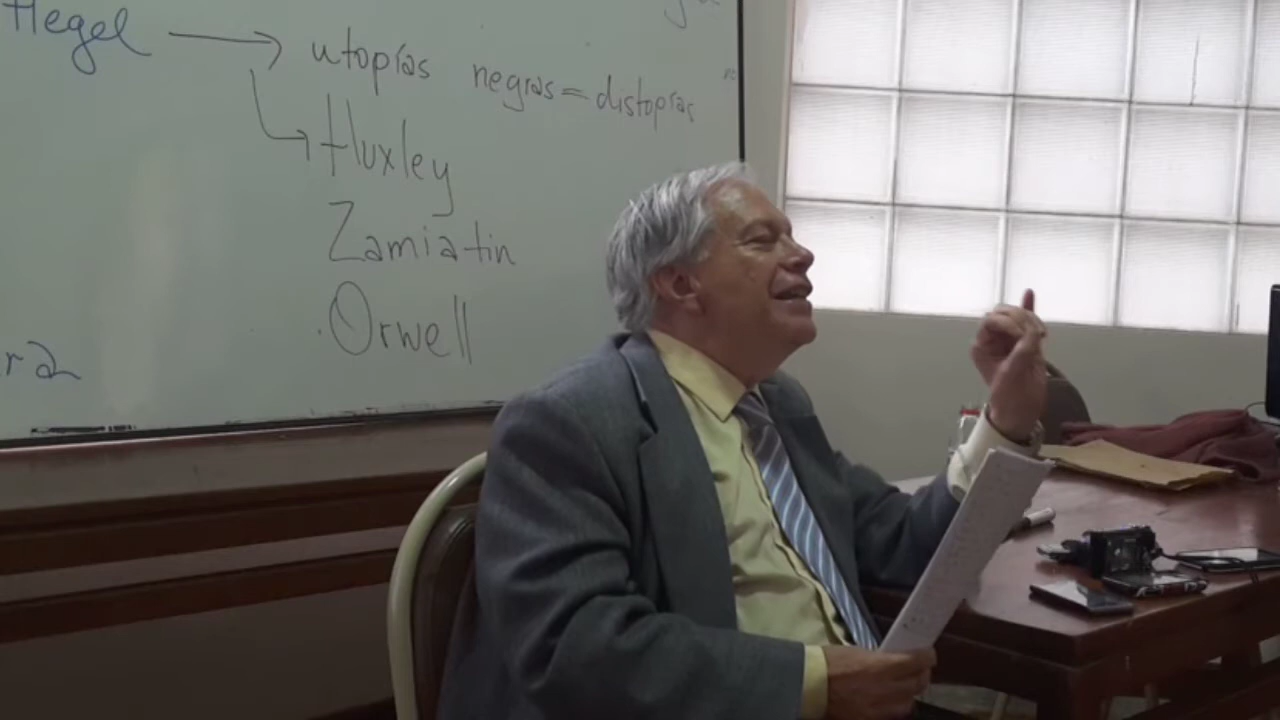 Hegel → utopías negras = distopías
Huxley
Zamiatin
Orwell